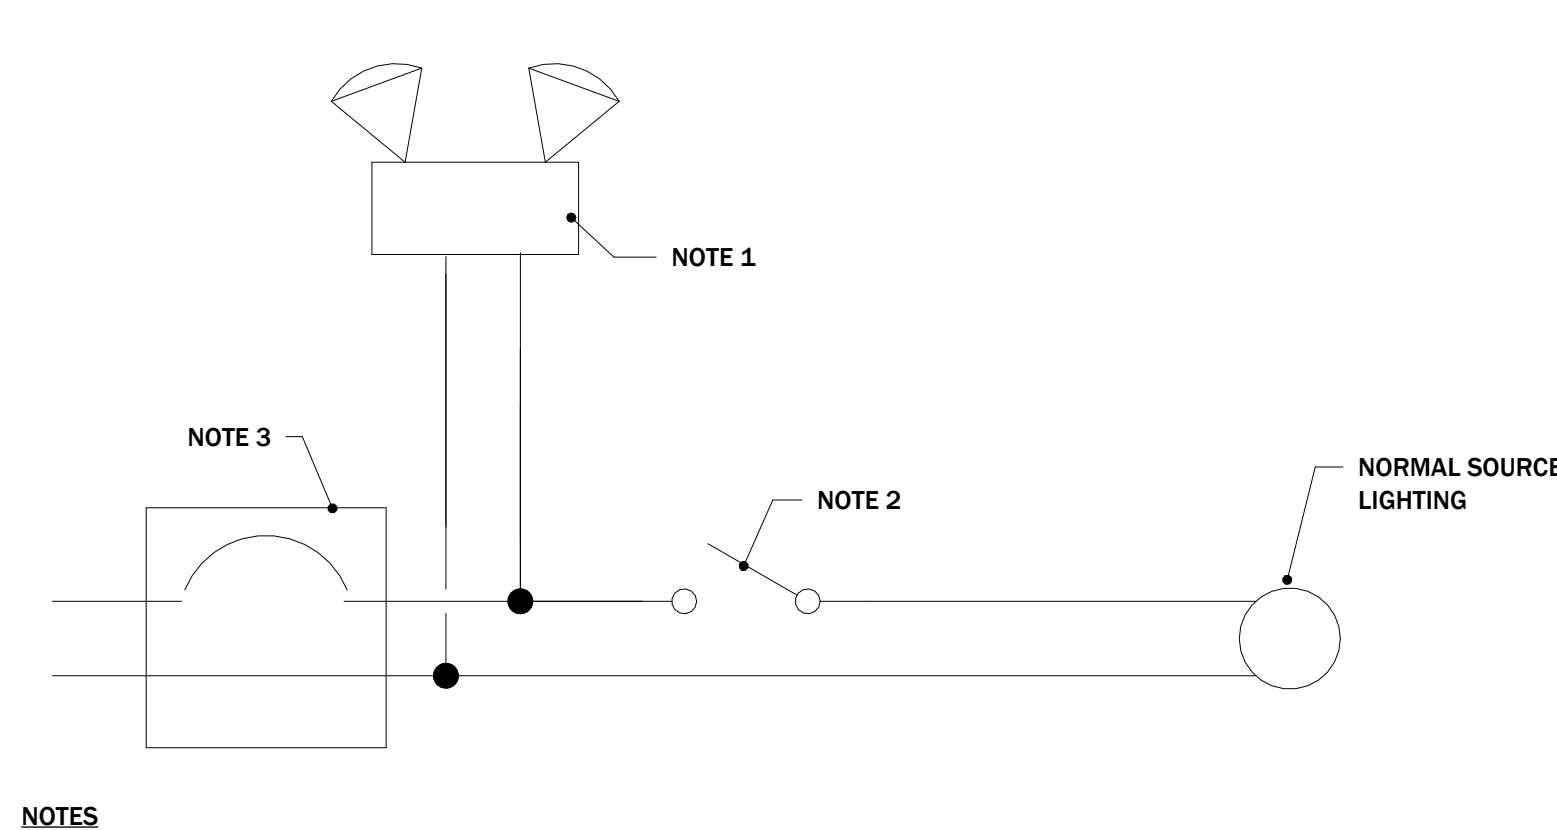 NOTE 1
NOTE 3
NORMAL SOURCE
LIGHTING
NOTE 2
NOTES